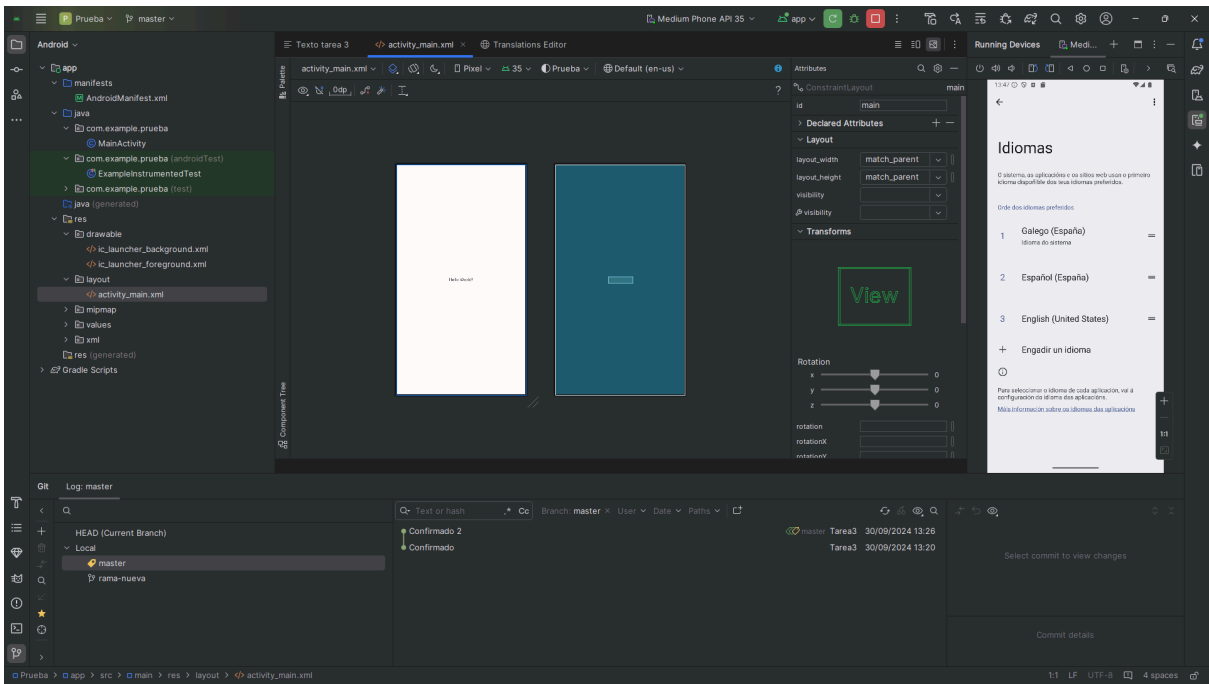 P Prueba master Medium Phone API 35 app
Android
Texto tarea 3 activity_main.xml Translations Editor
Running Devices Medi...
app
manifests
AndroidManifest.xml
java
com.example.prueba
MainActivity
com.example.prueba (androidTest)
ExampleInstrumentedTest
com.example.prueba (test)
java (generated)
res
drawable
ic_launcher_background.xml
ic_launcher_foreground.xml
layout
activity_main.xml
mipmap
values
xml
res (generated)
Gradle Scripts
Palette
activity_main.xml Pixel 35 Prueba Default (en-us)
0dp
Hello World!
Component Tree
Attributes
ConstraintLayout main
id main
Declared Attributes
Layout
layout_width match_parent
layout_height match_parent
visibility
visibility
Transforms
View
Rotation
x 0
y 0
z 0
rotation
rotationX
rotationY
13:47
Idiomas
O sistema, as aplicacións e os sitios web usan o primeiro
idioma dispoñible dos teus idiomas preferidos.
Orde dos idiomas preferidos
1 Galego (España)
Idioma do sistema
2 Español (España)
3 English (United States)
+ Engadir un idioma
Para seleccionar o idioma de cada aplicación, vai á
configuración do idioma das aplicacións.
Máis información sobre os idiomas das aplicacións
1:1
Git Log: master
HEAD (Current Branch)
Local
master
rama-nueva
Text or hash .* Cc Branch: master User Date Paths
Confirmado 2 master Tarea3 30/09/2024 13:26
Confirmado Tarea3 30/09/2024 13:20
Select commit to view changes
Commit details
Prueba > app > src > main > res > layout > activity_main.xml
1:1 LF UTF-8 4 spaces